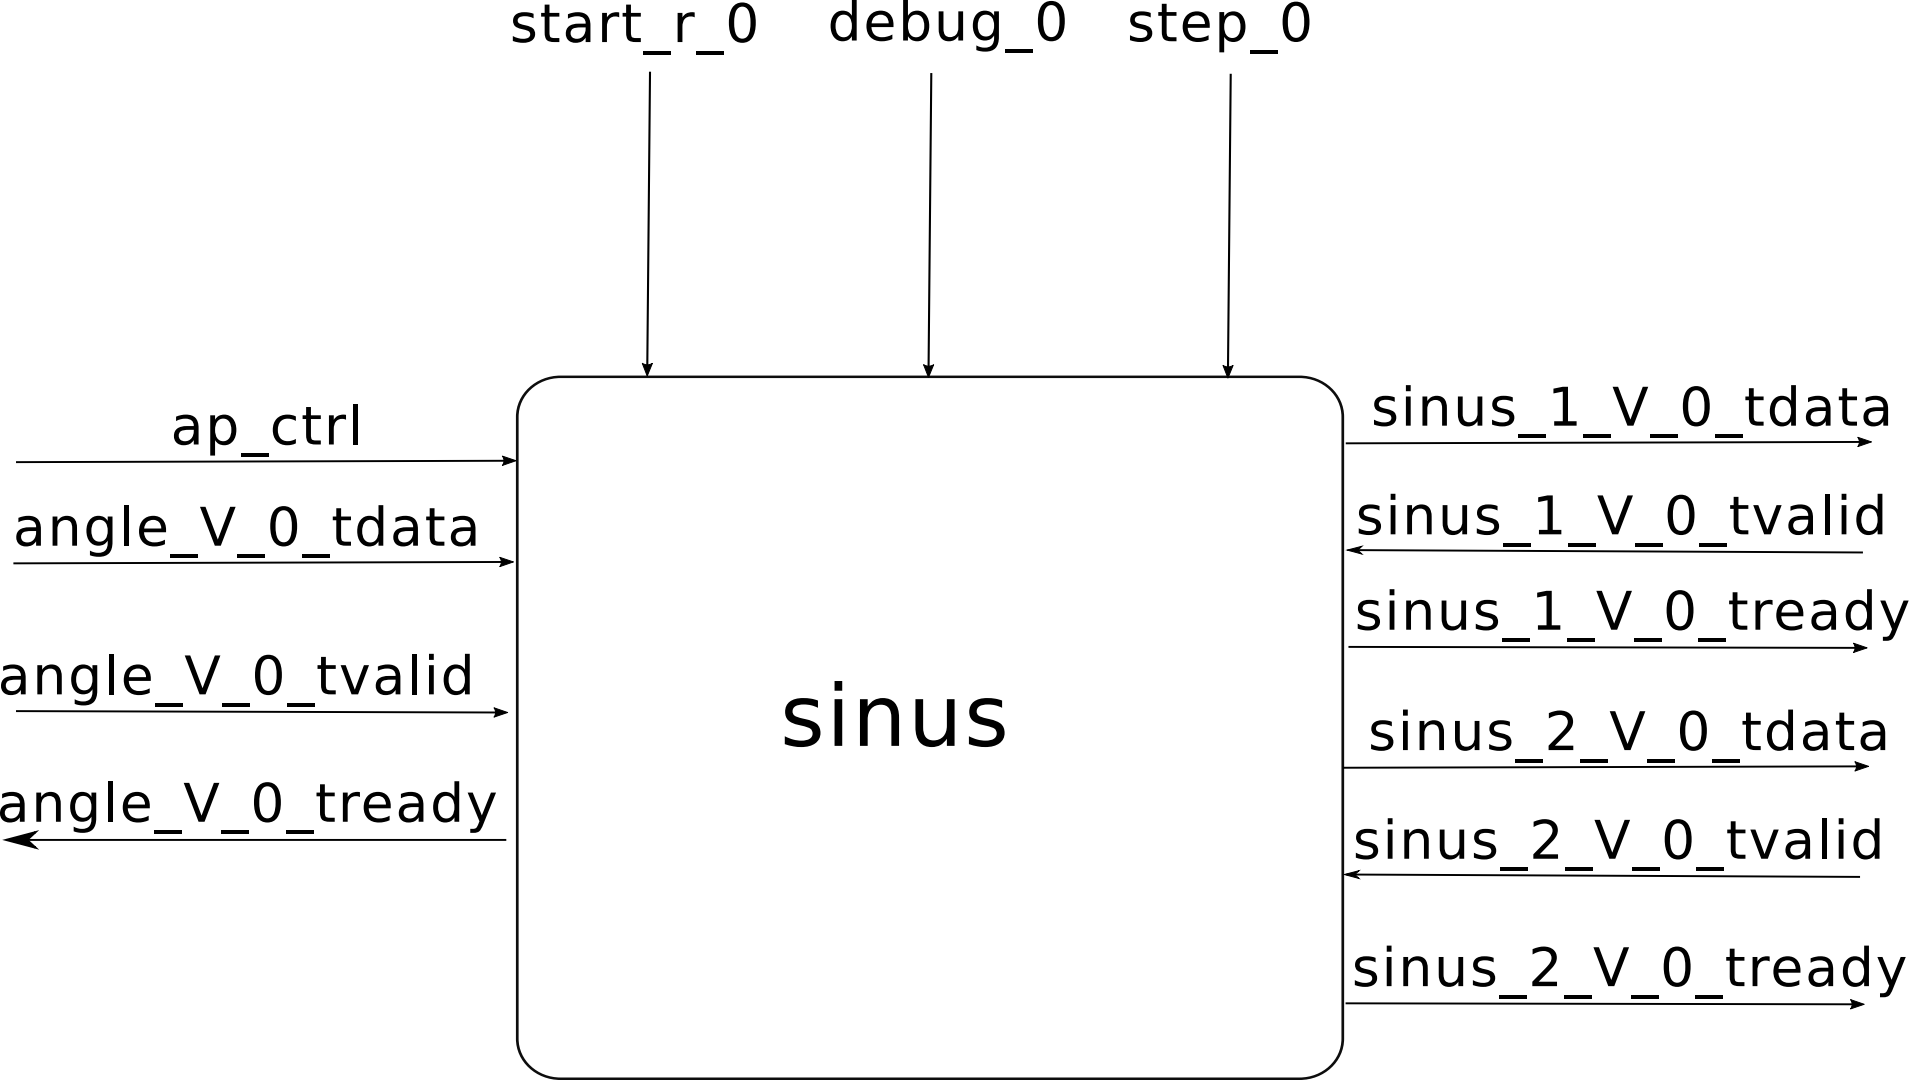 start_r_0
debug_0
step_0
ap_ctrl
angle_V_0_tdata
angle_V_0_tvalid
angle_V_0_tready
sinus
sinus_1_V_0_tdata
sinus_1_V_0_tvalid
sinus_1_V_0_tready
sinus_2_V_0_tdata
sinus_2_V_0_tvalid
sinus_2_V_0_tready